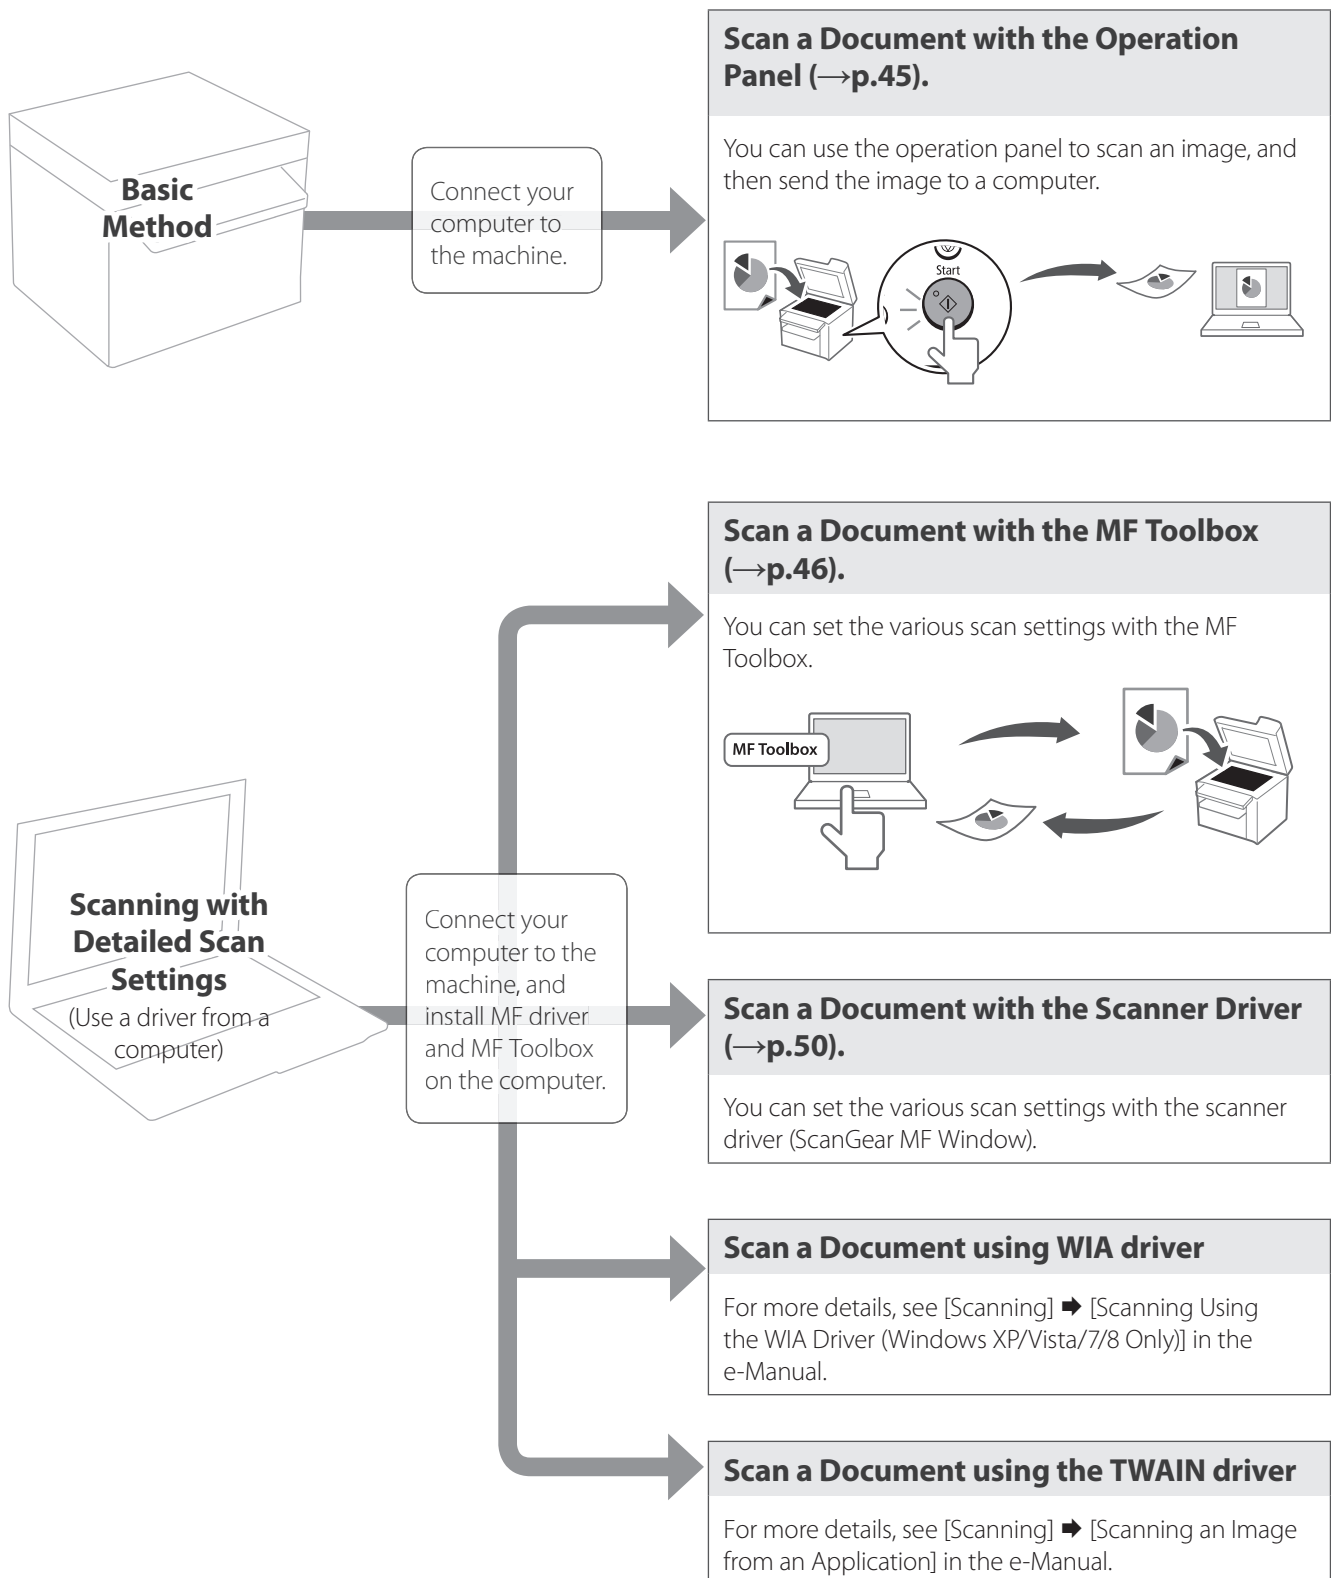 Basic
Method
Connect your
computer to
the machine.
Scan a Document with the Operation
Panel (→p.45).
You can use the operation panel to scan an image, and
then send the image to a computer.
Start
Scanning with
Detailed Scan
Settings
(Use a driver from a
computer)
Connect your
computer to the
machine, and
install MF driver
and MF Toolbox
on the computer.
Scan a Document with the MF Toolbox
(→p.46).
You can set the various scan settings with the MF
Toolbox.
MF Toolbox
Scan a Document with the Scanner Driver
(→p.50).
You can set the various scan settings with the scanner
driver (ScanGear MF Window).
Scan a Document using WIA driver
For more details, see [Scanning] ➡ [Scanning Using
the WIA Driver (Windows XP/Vista/7/8 Only)] in the
e-Manual.
Scan a Document using the TWAIN driver
For more details, see [Scanning] ➡ [Scanning an Image
from an Application] in the e-Manual.